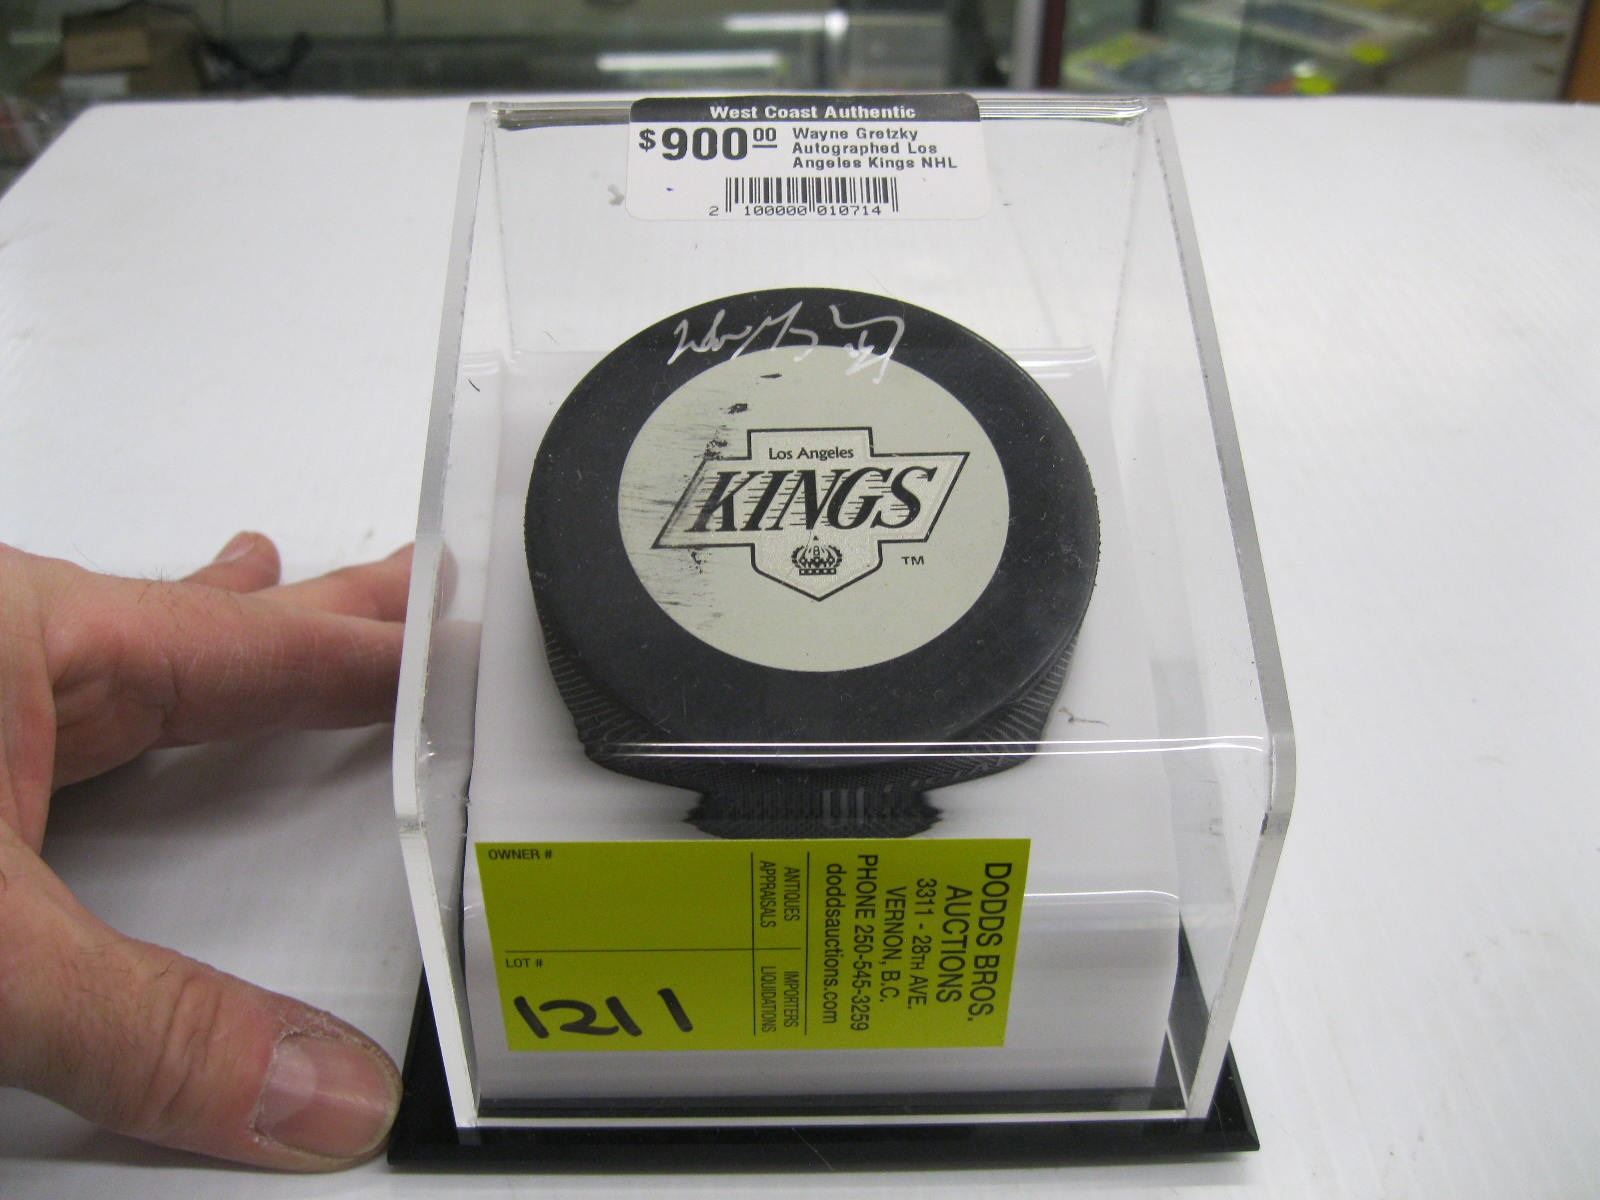 West Coast Authentic
$900.00 Wayne Gretzky
Autographed Los
Angeles Kings NHL
2 100000 010714
Los Angeles
KINGS
TM
OWNER #
LOT #
1211
DODDS BROS.
AUCTIONS
3311 - 28TH AVE.
VERNON, B.C.
PHONE 250-545-3259
doddsauctions.com
ANTIQUES
APPRAISALS
IMPORTERS
LIQUIDATIONS